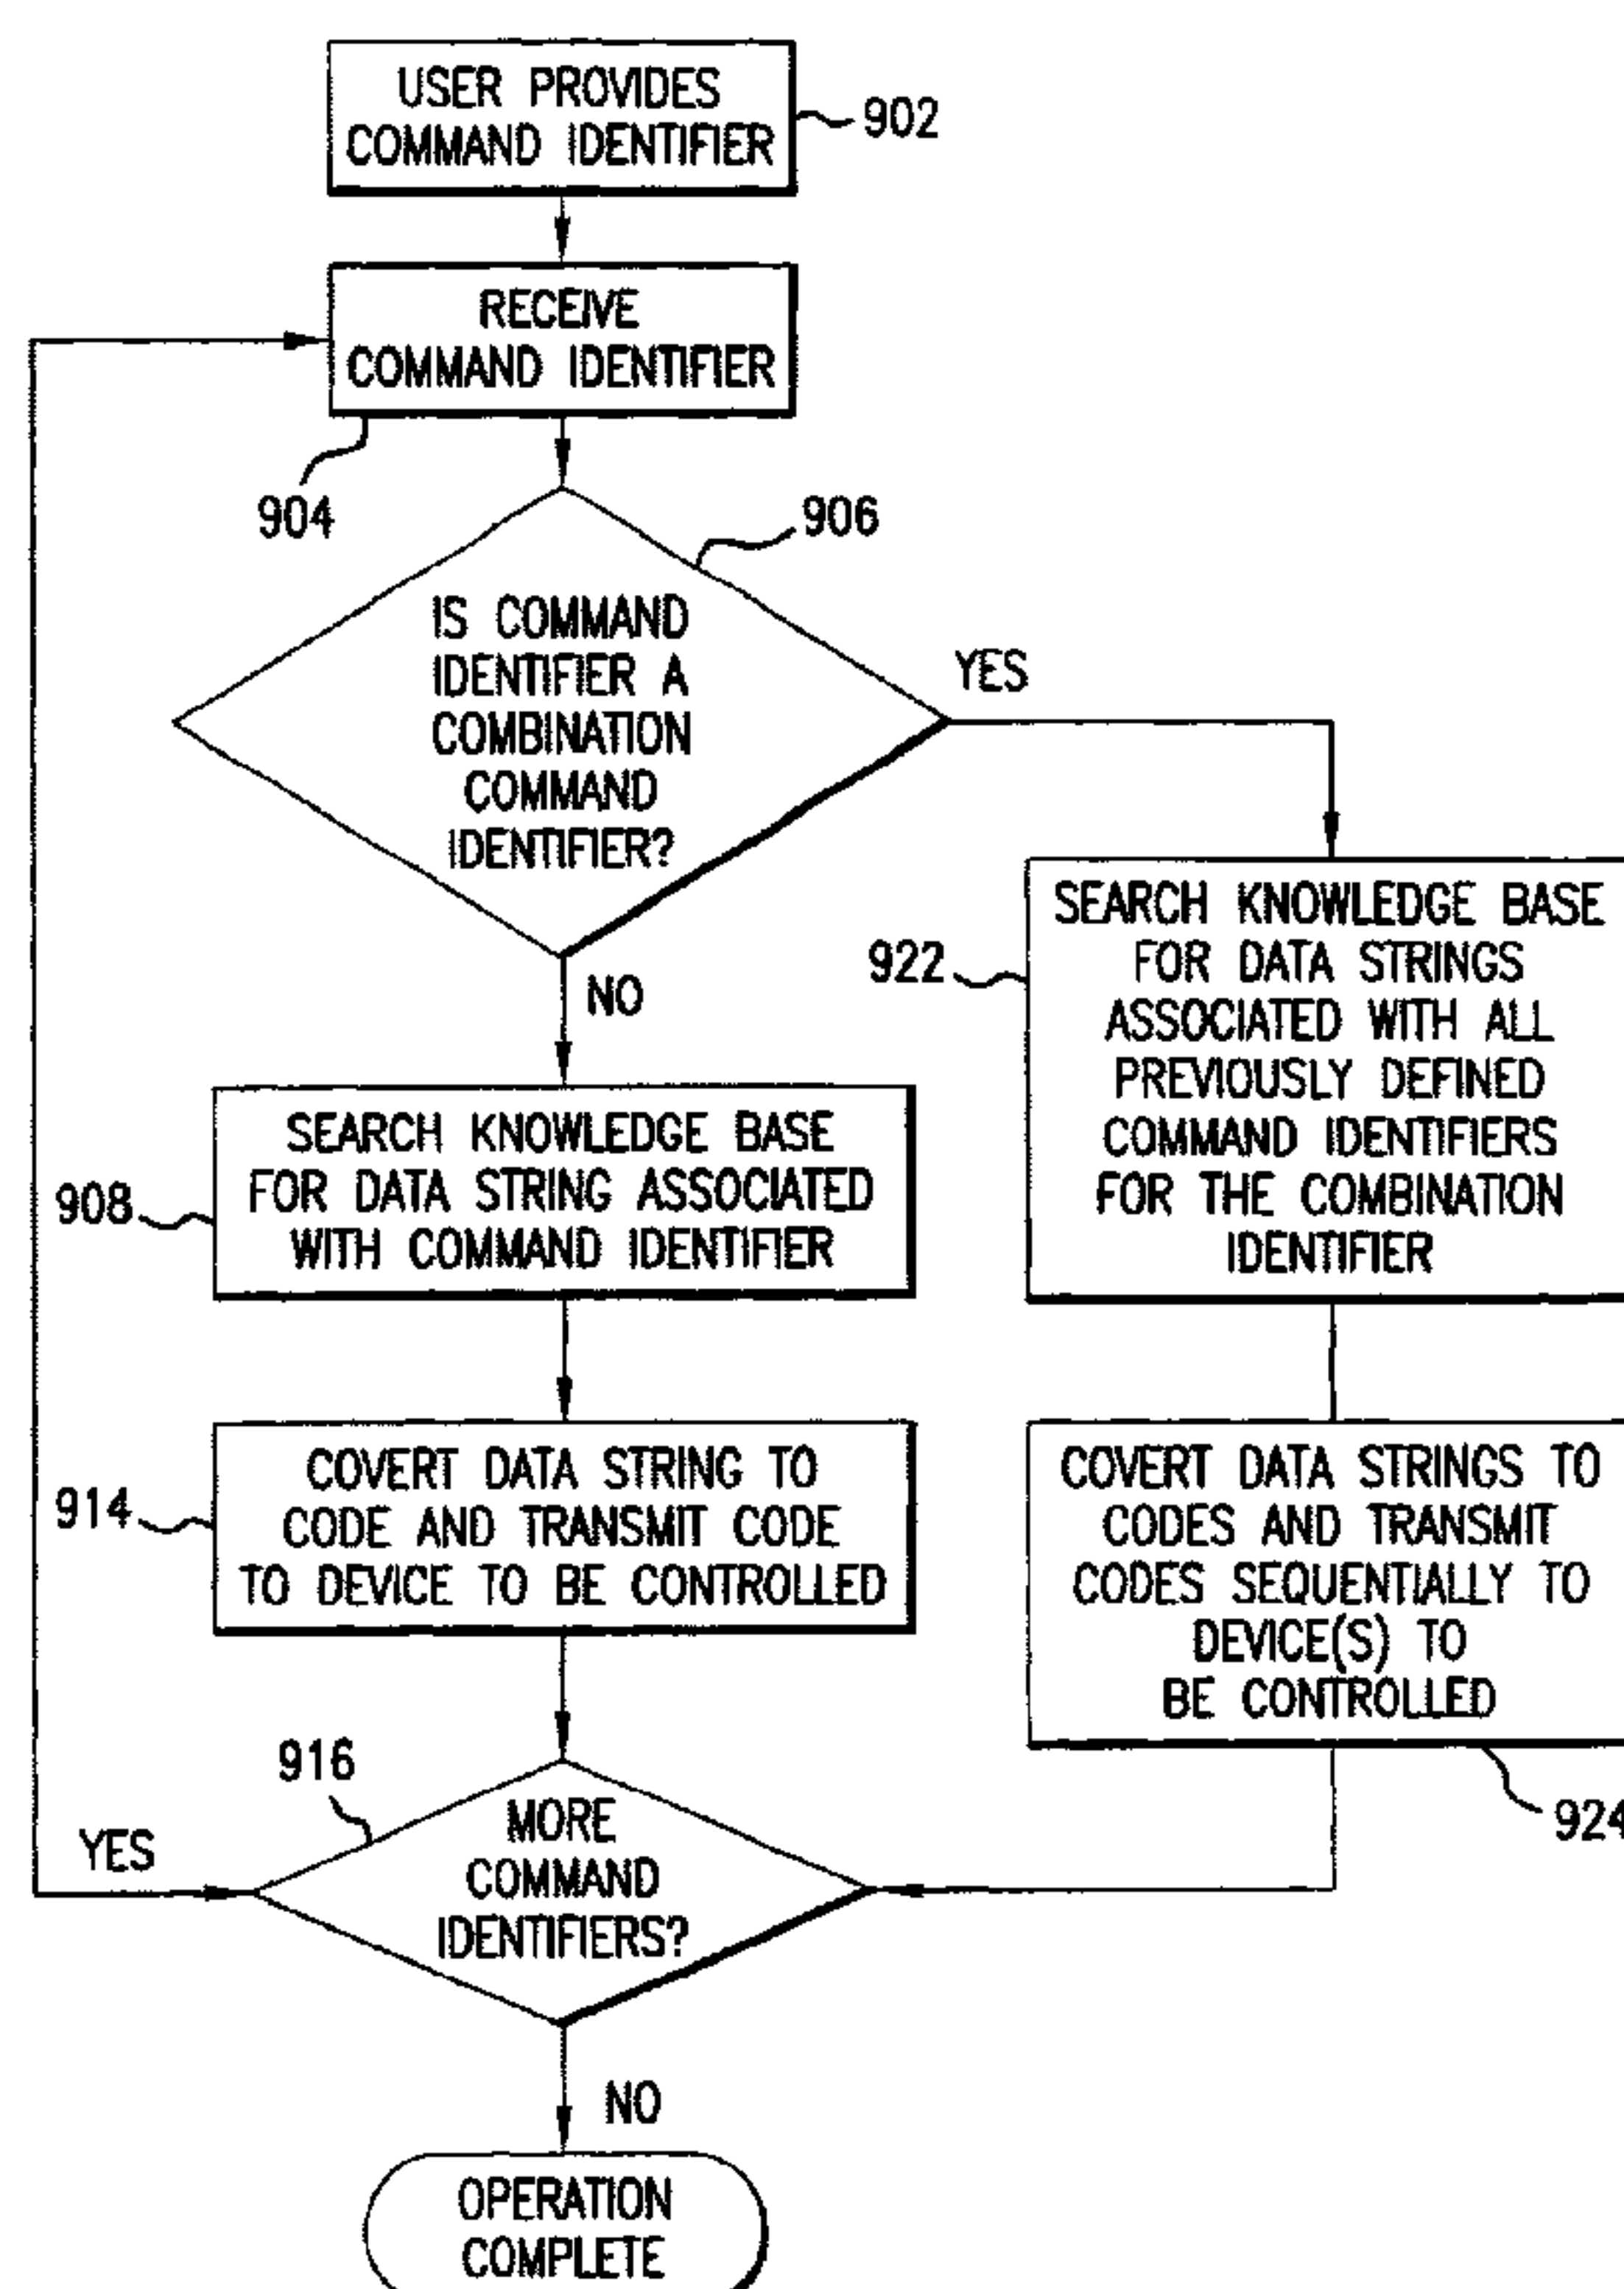 USER PROVIDES
COMMAND IDENTIFIER
902
RECEIVE
COMMAND IDENTIFIER
904
906
IS COMMAND
IDENTIFIER A
COMBINATION
COMMAND
IDENTIFIER?
YES
NO
922
SEARCH KNOWLEDGE BASE
FOR DATA STRINGS
ASSOCIATED WITH ALL
PREVIOUSLY DEFINED
COMMAND IDENTIFIERS
FOR THE COMBINATION
IDENTIFIER
908
SEARCH KNOWLEDGE BASE
FOR DATA STRING ASSOCIATED
WITH COMMAND IDENTIFIER
914
COVERT DATA STRING TO
CODE AND TRANSMIT CODE
TO DEVICE TO BE CONTROLLED
COVERT DATA STRINGS TO
CODES AND TRANSMIT
CODES SEQUENTIALLY TO
DEVICE(S) TO
BE CONTROLLED
924
916
MORE
COMMAND
IDENTIFIERS?
YES
NO
OPERATION
COMPLETE